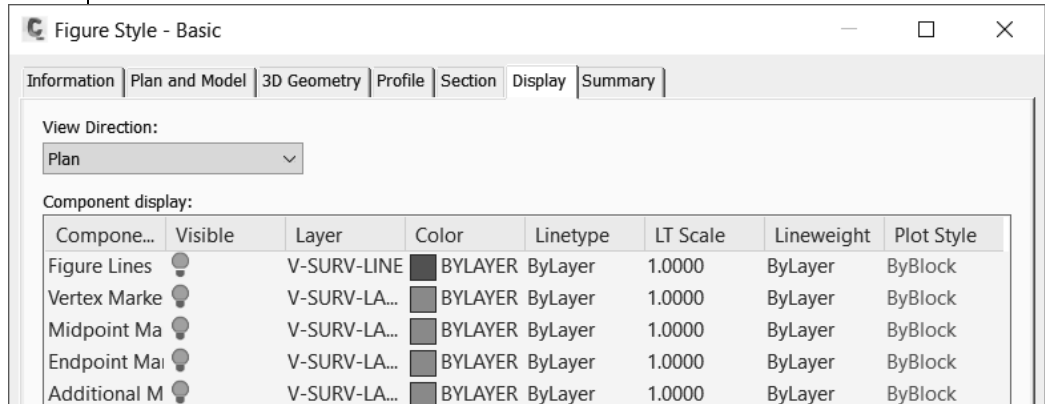 Figure Style - Basic
Information Plan and Model 3D Geometry Profile Section Display Summary
View Direction:
Plan
Component display:
Compone... Visible Layer Color Linetype LT Scale Lineweight Plot Style
Figure Lines V-SURV-LINE BYLAYER ByLayer 1.0000 ByLayer ByBlock
Vertex Marke V-SURV-LA... BYLAYER ByLayer 1.0000 ByLayer ByBlock
Midpoint Ma V-SURV-LA... BYLAYER ByLayer 1.0000 ByLayer ByBlock
Endpoint Mar V-SURV-LA... BYLAYER ByLayer 1.0000 ByLayer ByBlock
Additional M V-SURV-LA... BYLAYER ByLayer 1.0000 ByLayer ByBlock